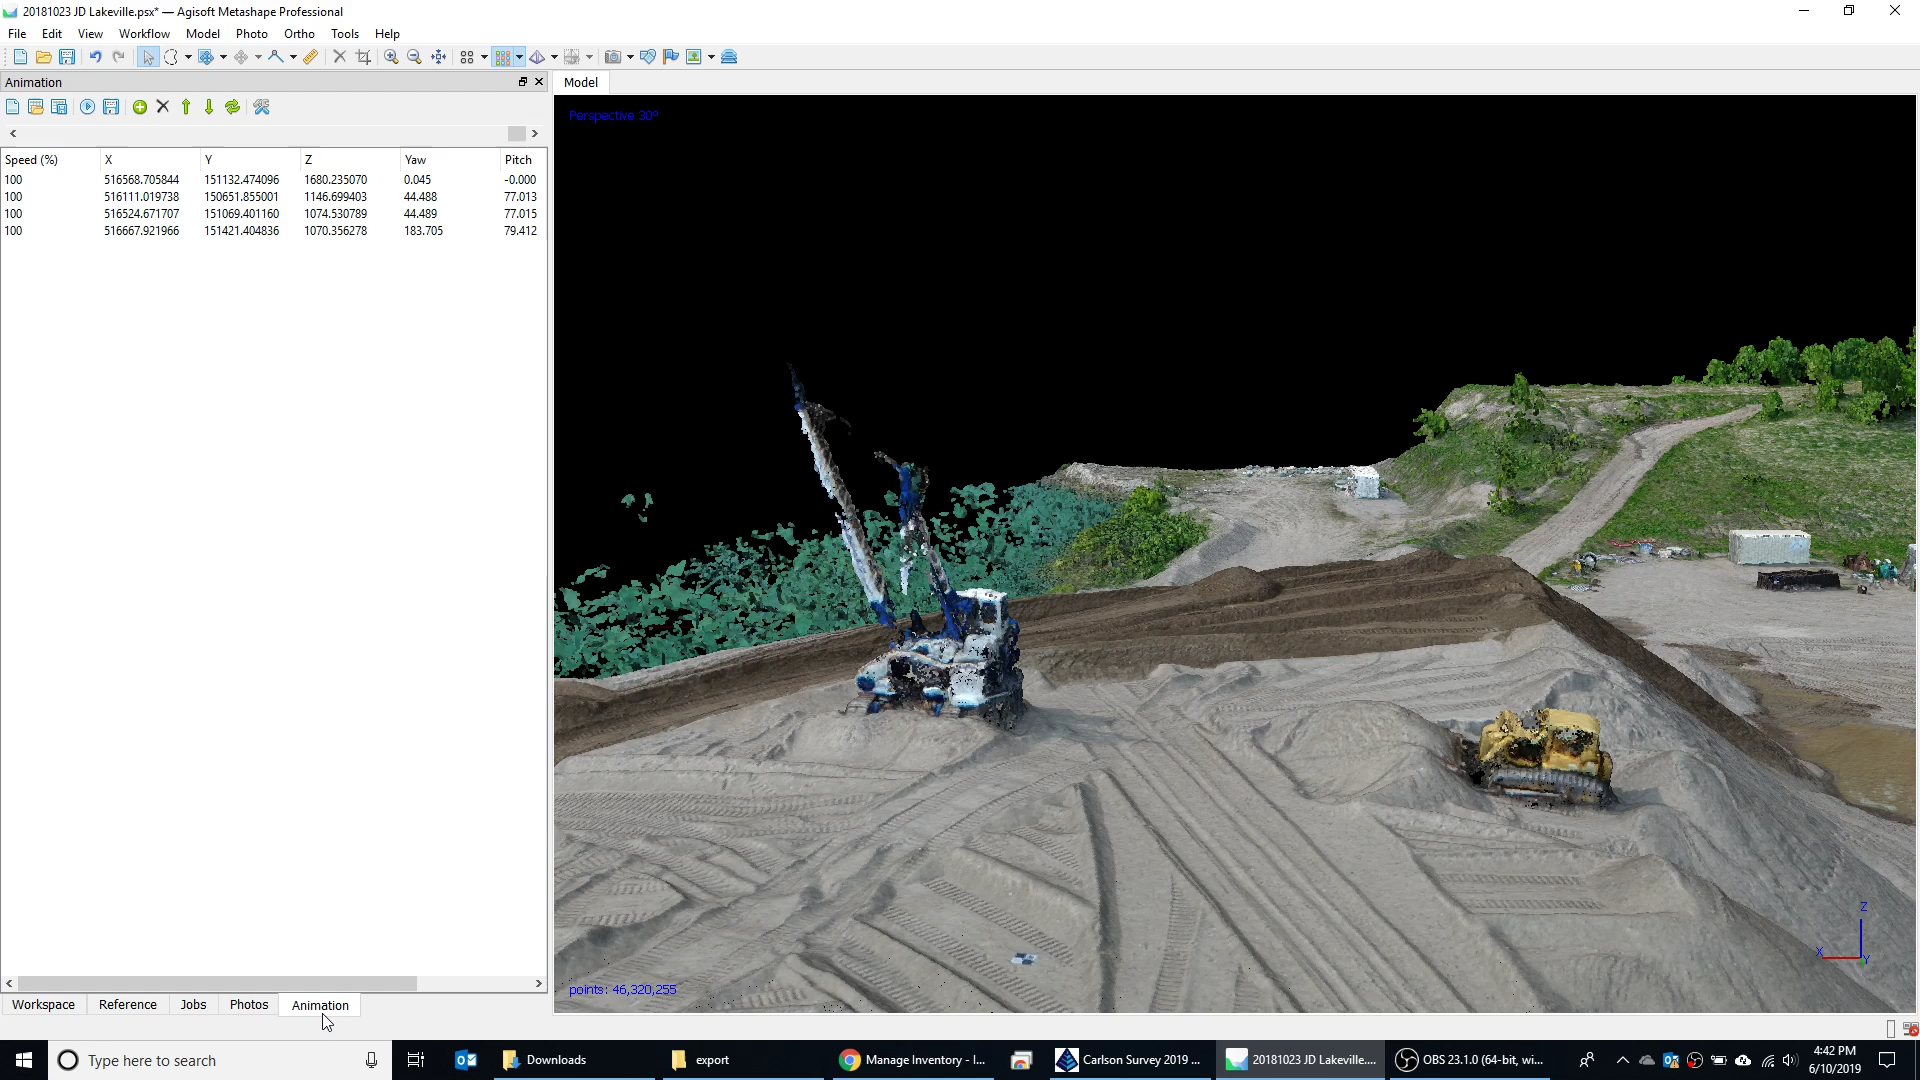 20181023 JD Lakeville.psx* — Agisoft Metashape Professional
File Edit View Workflow Model Photo Ortho Tools Help
Animation
Model
Perspective 30°
Speed (%) X Y Z Yaw Pitch
100 516568.705844 151132.474096 1680.235070 0.045 -0.000
100 516111.019738 150651.855001 1146.699403 44.488 77.013
100 516524.671707 151069.401160 1074.530789 44.489 77.015
100 516667.921966 151421.404836 1070.356278 183.705 79.412
Z
X
Y
points: 46,320,255
Workspace Reference Jobs Photos Animation
Type here to search
Downloads
export
Manage Inventory - I...
Carlson Survey 2019 ...
20181023 JD Lakeville....
OBS 23.1.0 (64-bit, wi...
4:42 PM
6/10/2019